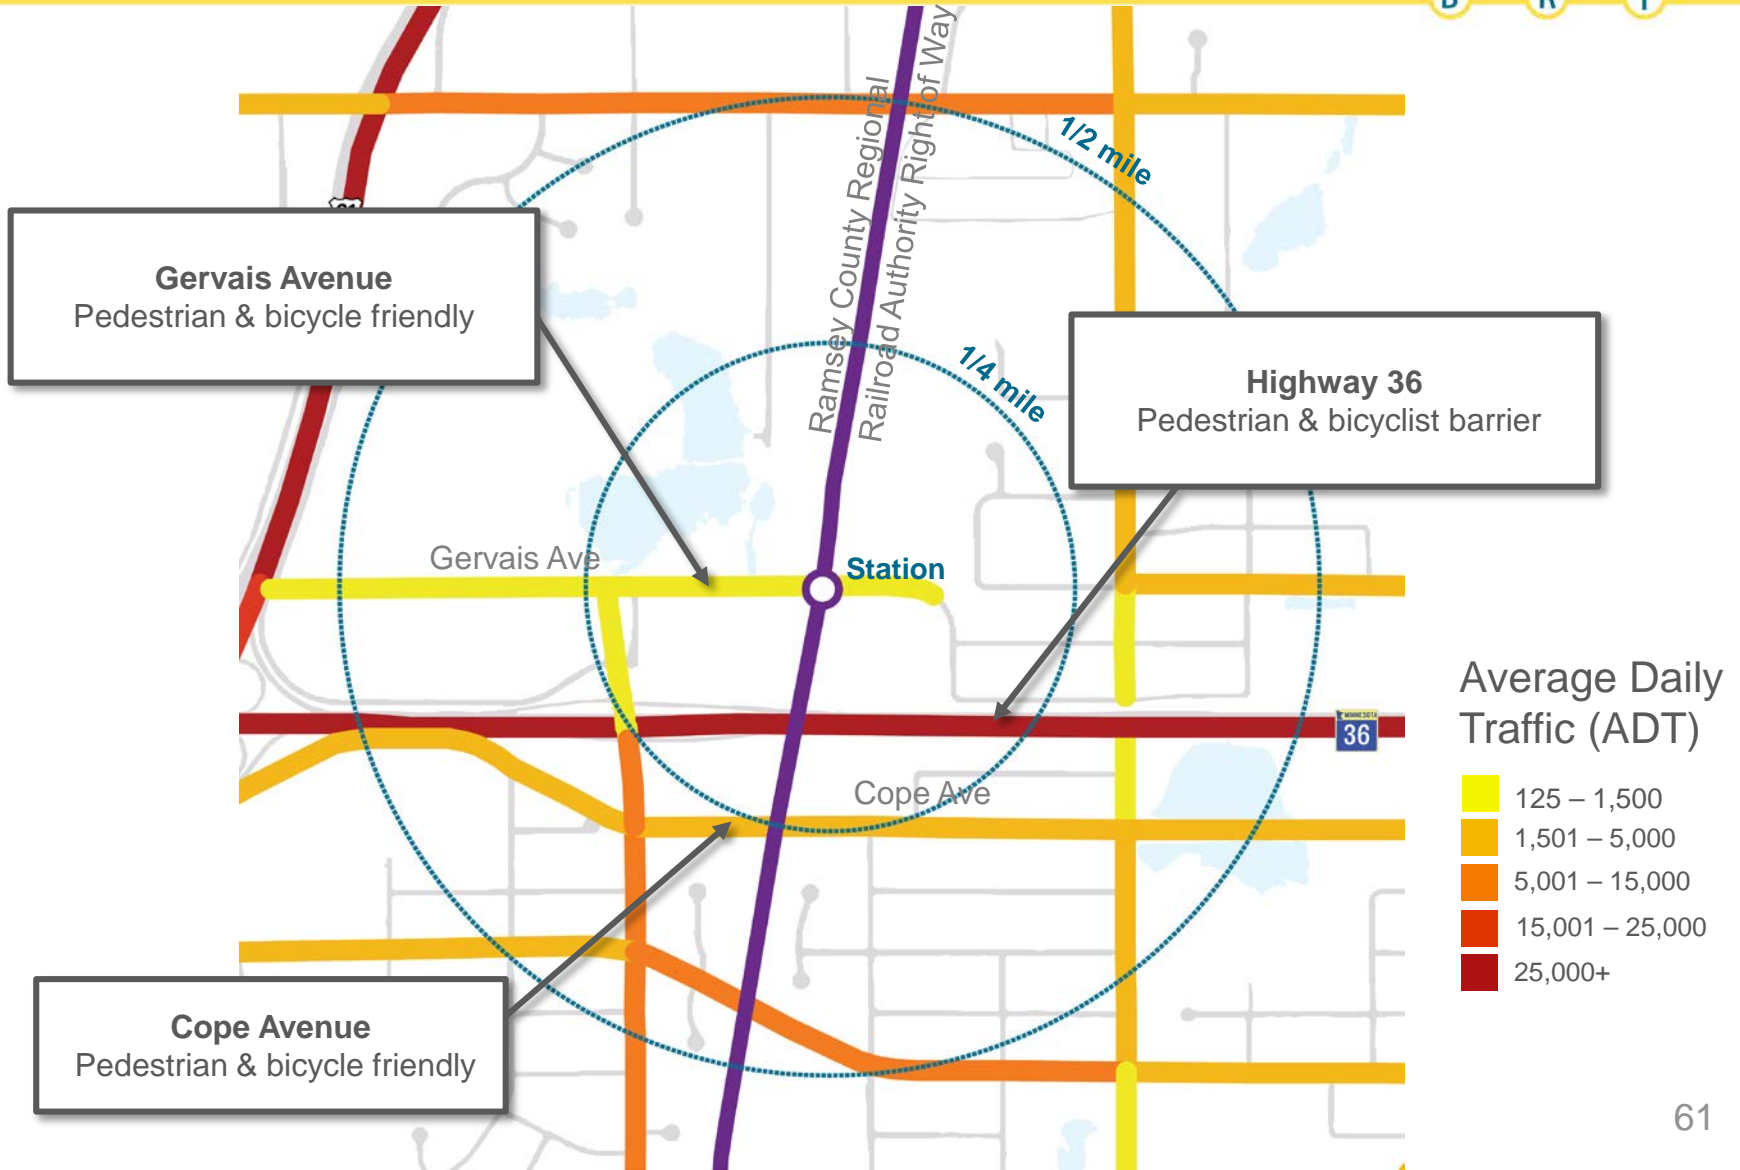 B R T
Ramsey County Regional
Railroad Authority Right of Way
1/2 mile
Gervais Avenue
Pedestrian & bicycle friendly
1/4 mile
Highway 36
Pedestrian & bicyclist barrier
Gervais Ave
Station
Average Daily
Traffic (ADT)
MINNESOTA
36
125 – 1,500
Cope Ave
1,501 – 5,000
5,001 – 15,000
15,001 – 25,000
25,000+
Cope Avenue
Pedestrian & bicycle friendly
61